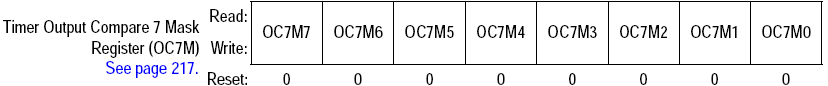 Timer Output Compare 7 Mask
Register (OC7M)
See page 217.
Read:
Write:
OC7M7 OC7M6 OC7M5 OC7M4 OC7M3 OC7M2 OC7M1 OC7M0
Reset: 0 0 0 0 0 0 0 0